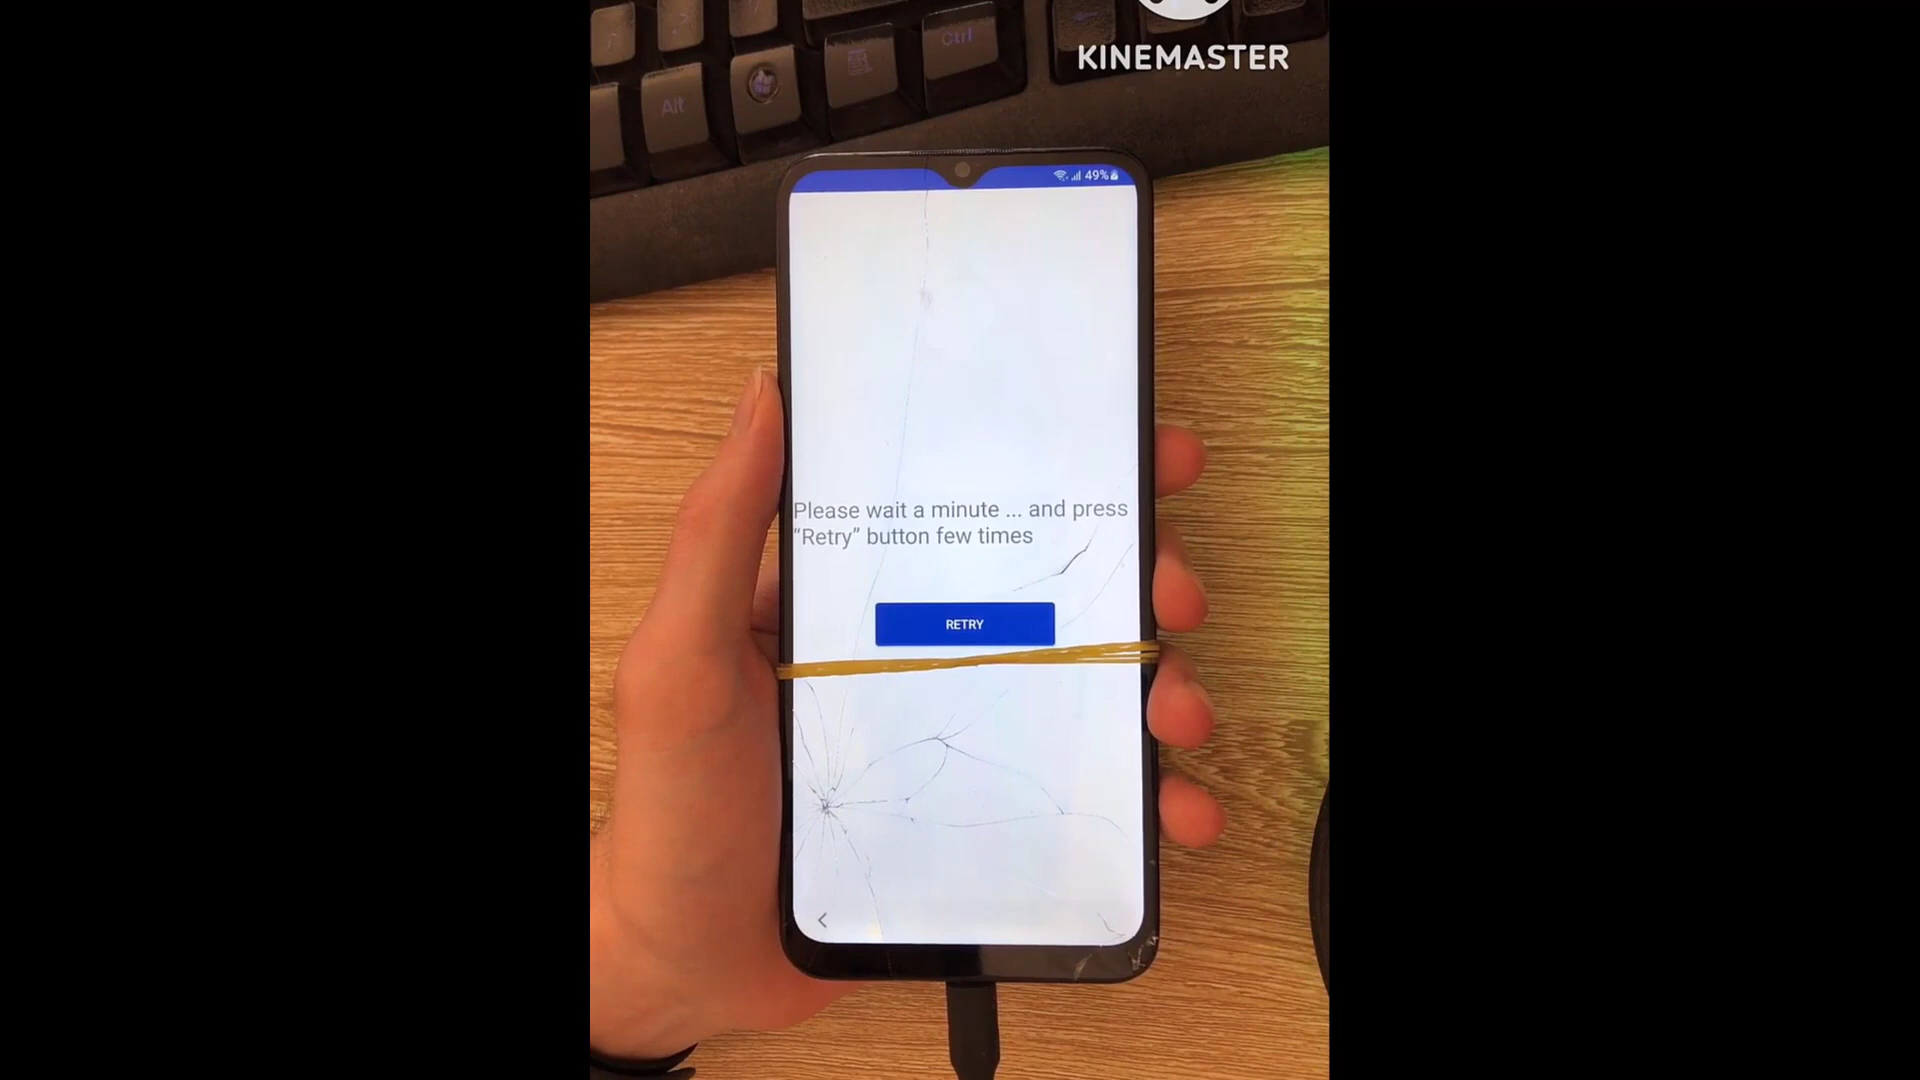 KINEMASTER
Ctrl
Alt
49%
Please wait a minute ... and press
“Retry” button few times
RETRY